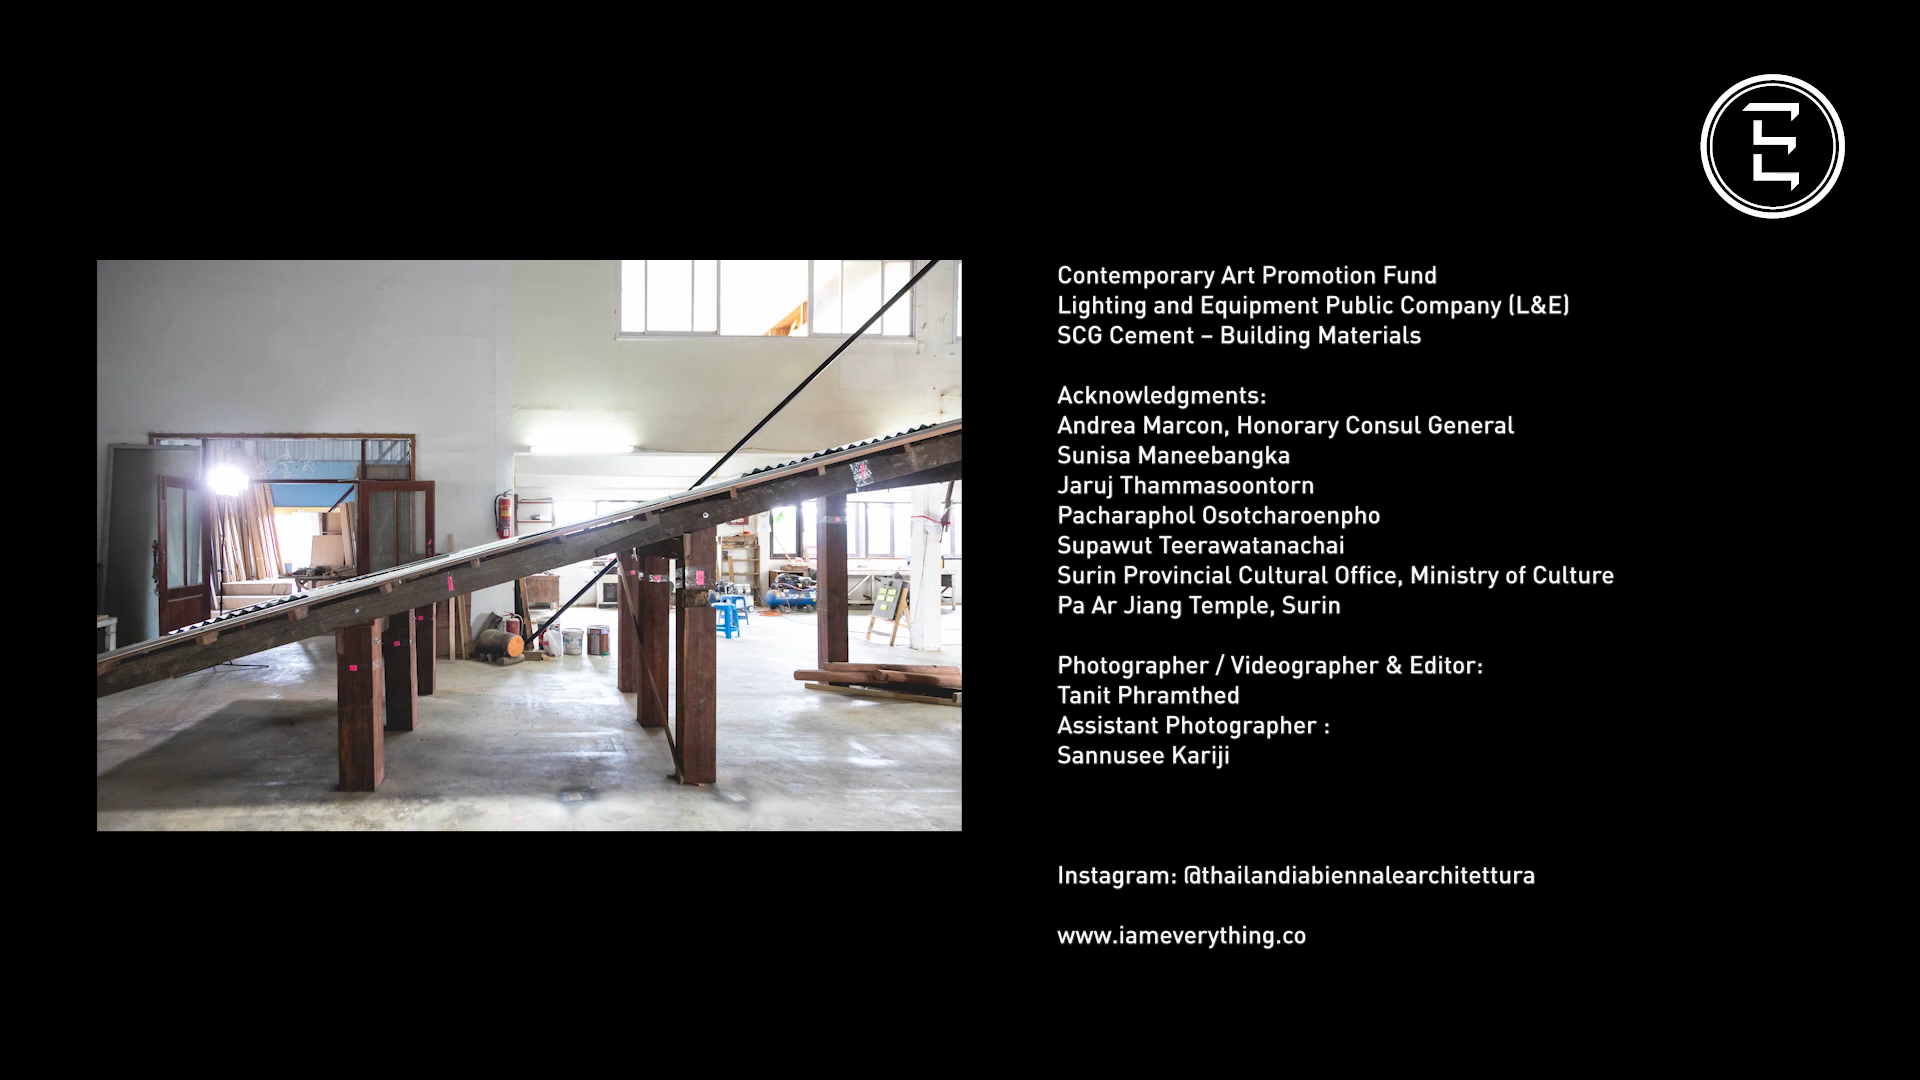 Contemporary Art Promotion Fund
Lighting and Equipment Public Company (L&E)
SCG Cement – Building Materials
Acknowledgments:
Andrea Marcon, Honorary Consul General
Sunisa Maneebangka
Jaruj Thammasoontorn
Pacharaphol Osotcharoenpho
Supawut Teerawatanachai
Surin Provincial Cultural Office, Ministry of Culture
Pa Ar Jiang Temple, Surin
Photographer / Videographer & Editor:
Tanit Phramthed
Assistant Photographer :
Sannusee Kariji
Instagram: @thailandiabiennalearchitettura
www.iameverything.co